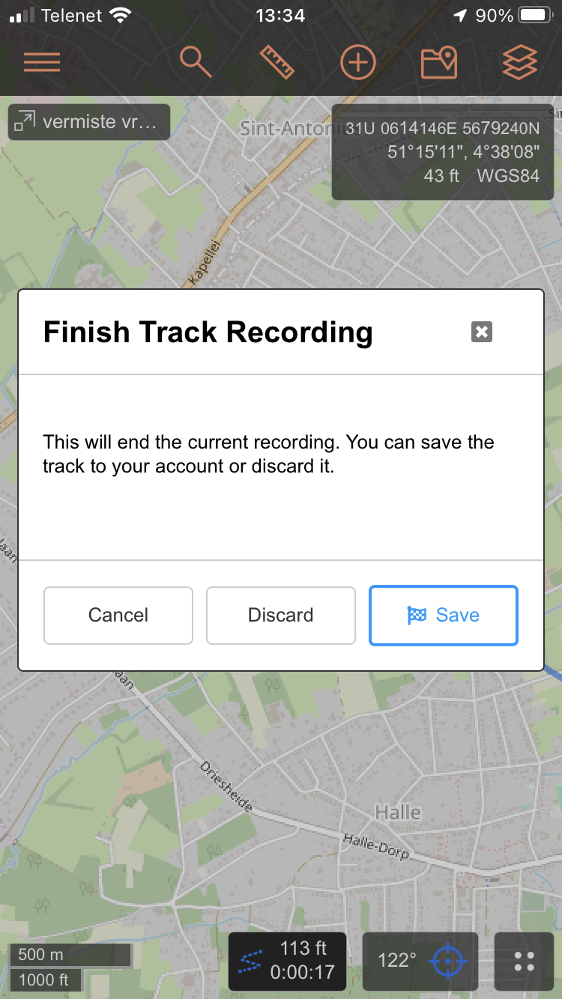 Telenet 13:34 90%
vermiste vr...
Sint-Anton
31U 0614146E 5679240N
51°15'11", 4°38'08"
43 ft WGS84
Kapellei
Finish Track Recording
This will end the current recording. You can save the
track to your account or discard it.
Cancel Discard Save
Driesheide
Halle
Halle-Dorp
500 m
1000 ft
113 ft
0:00:17
122°